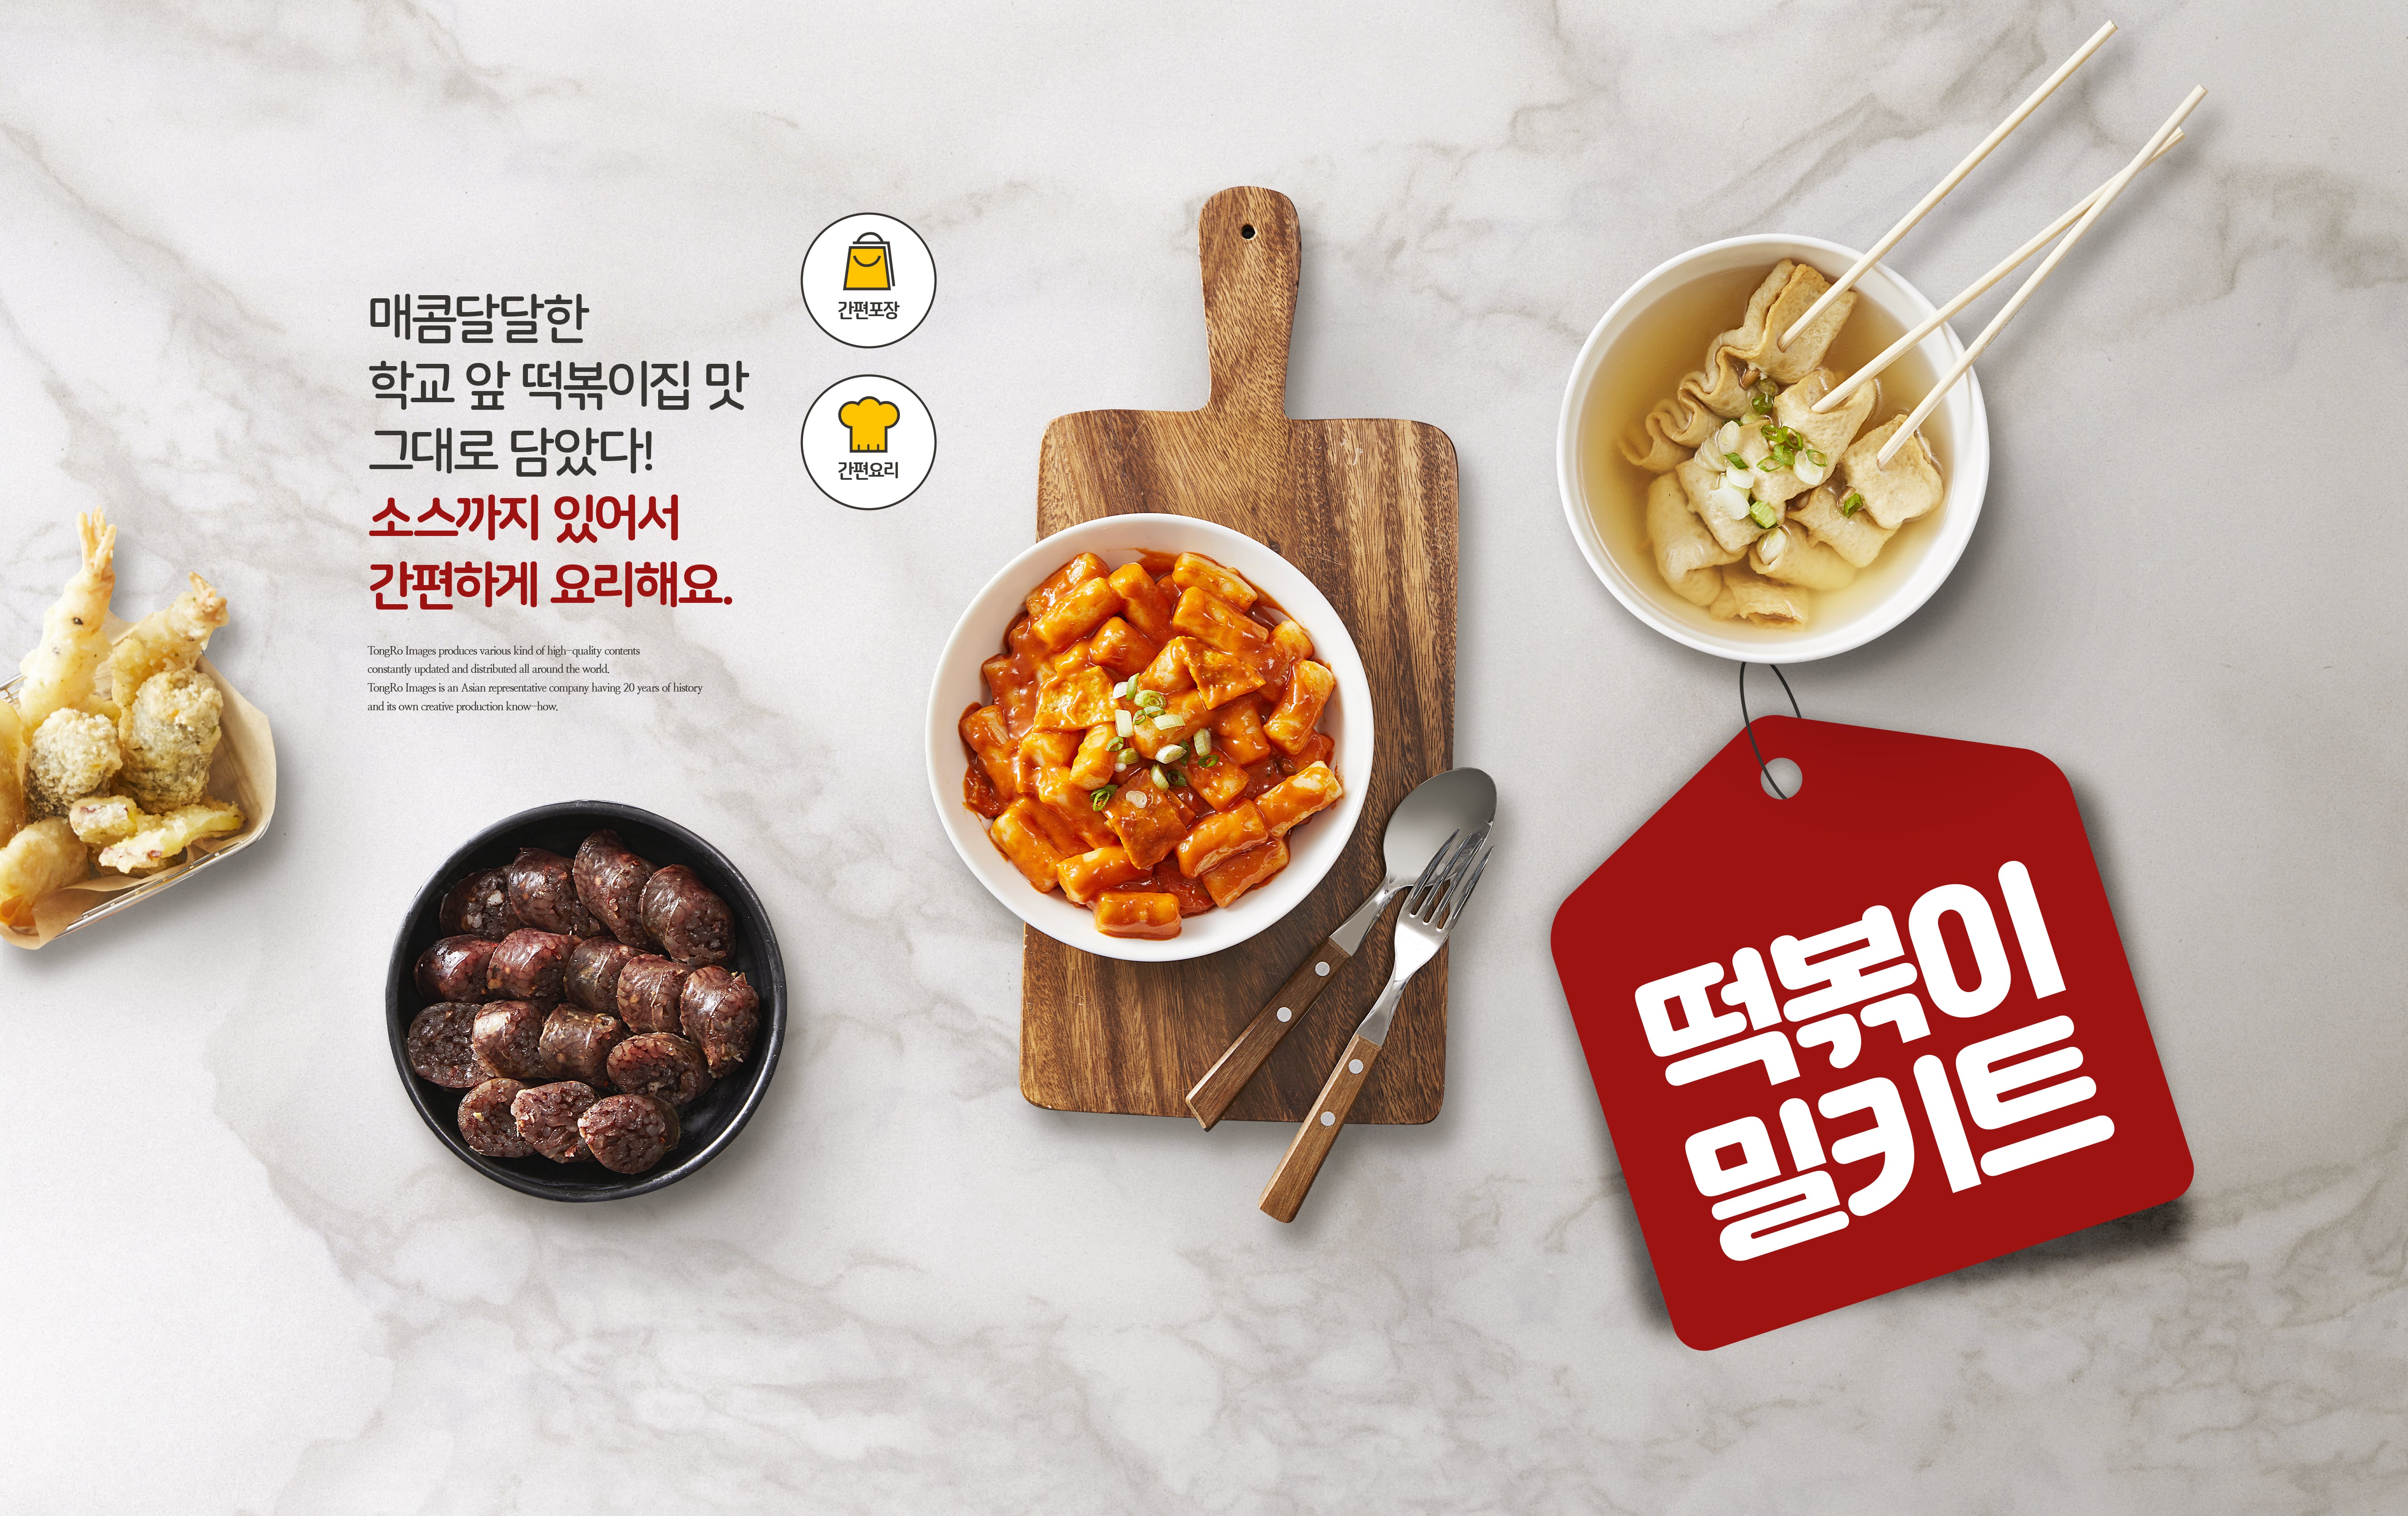 매콤달달한
학교 앞 떡볶이집 맛
그대로 담았다!
소스까지 있어서
간편하게 요리해요.
TongRo Images produces various kind of high-quality contents
constantly updated and distributed all around the world.
TongRo Images is an Asian representative company having 20 years of history
and its own creative production know-how.
간편포장
간편요리
떡볶이
밀키트